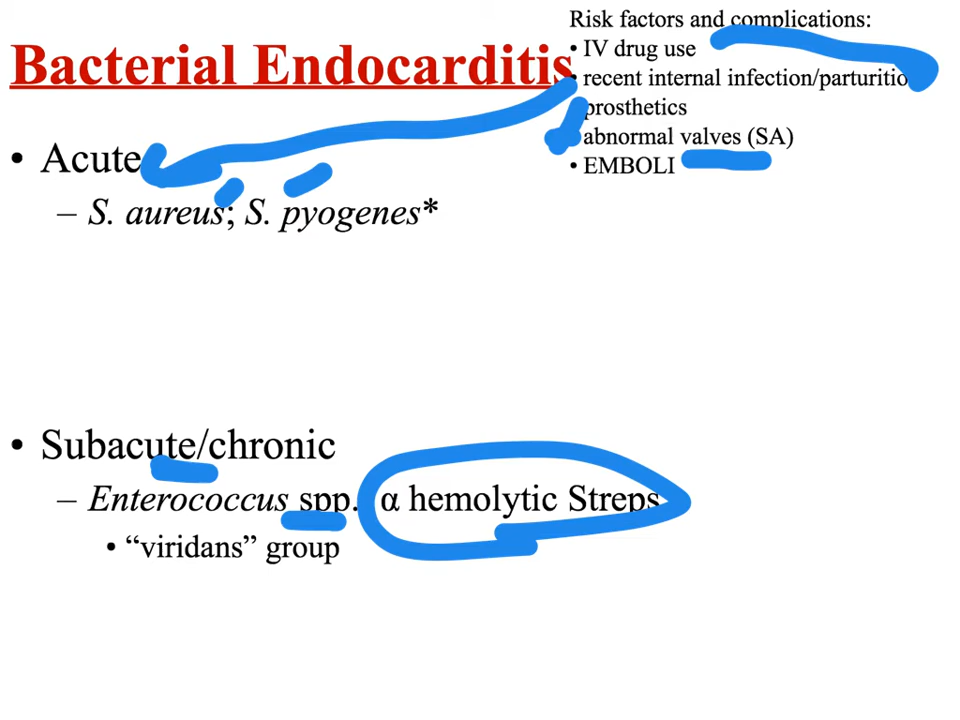 Risk factors and complications:
• IV drug use
• recent internal infection/parturitio
Bacterial Endocarditis
prosthetics
abnormal valves (SA)
• EMBOLI
• Acute
– S. aureus; S. pyogenes*
• Subacute/chronic
– Enterococcus spp. α hemolytic Streps
• “viridans” group